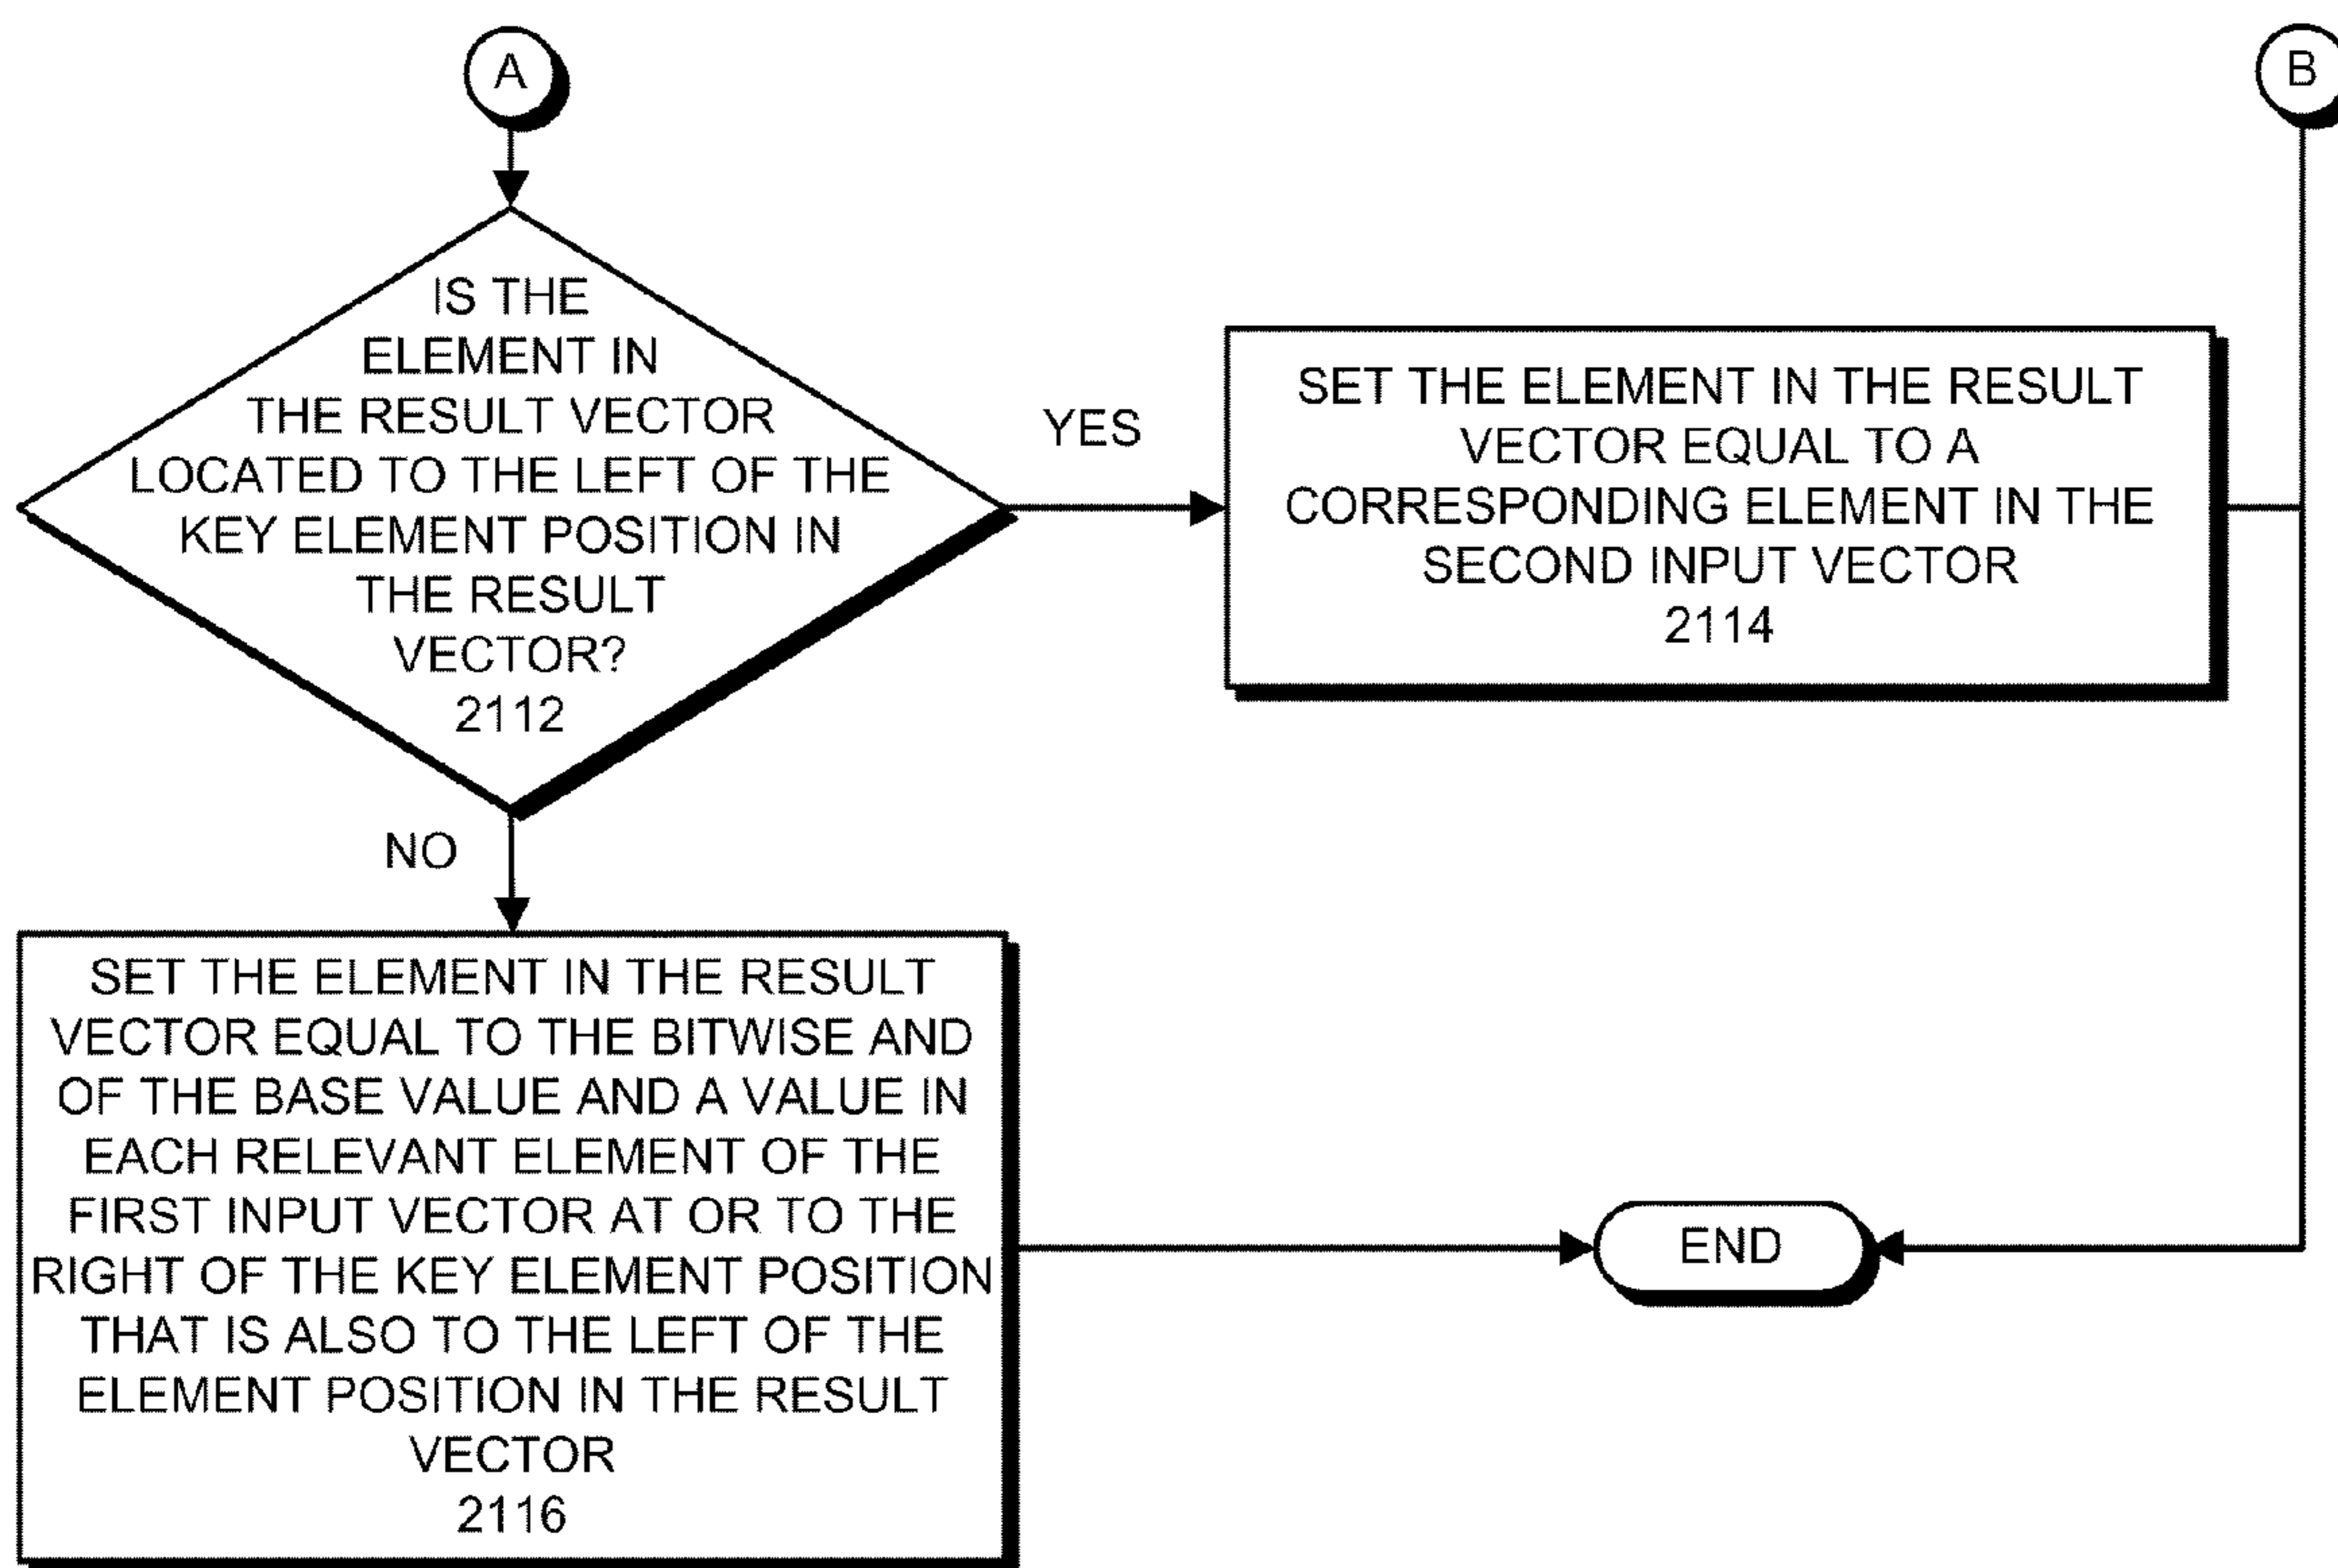 A
B
IS THE
ELEMENT IN
THE RESULT VECTOR
LOCATED TO THE LEFT OF THE
KEY ELEMENT POSITION IN
THE RESULT
VECTOR?
2112
YES
SET THE ELEMENT IN THE RESULT
VECTOR EQUAL TO A
CORRESPONDING ELEMENT IN THE
SECOND INPUT VECTOR
2114
NO
SET THE ELEMENT IN THE RESULT
VECTOR EQUAL TO THE BITWISE AND
OF THE BASE VALUE AND A VALUE IN
EACH RELEVANT ELEMENT OF THE
FIRST INPUT VECTOR AT OR TO THE
RIGHT OF THE KEY ELEMENT POSITION
THAT IS ALSO TO THE LEFT OF THE
ELEMENT POSITION IN THE RESULT
VECTOR
2116
END